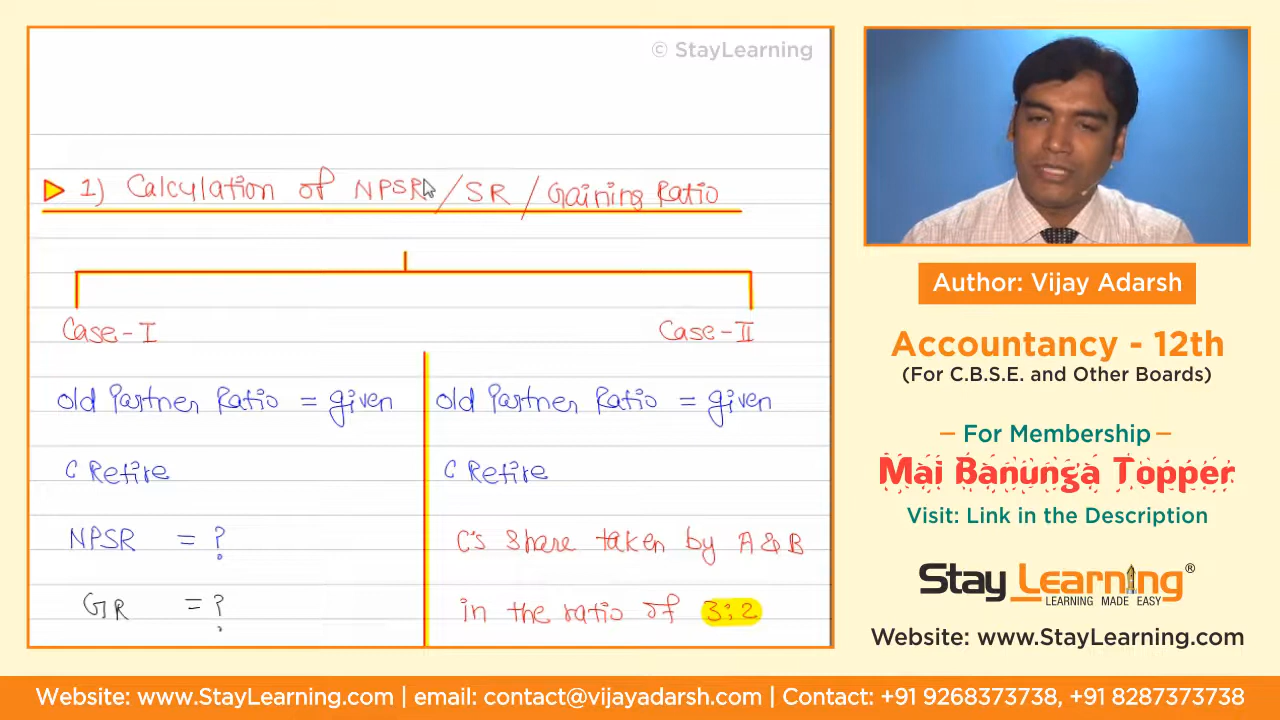 © StayLearning
1) Calculation of NPSR / SR / Gaining Ratio
Case-I
Case-II
Old Partner Ratio = given
C Retire
NPSR = ?
GR = ?
Old Partner Ratio = given
C Retire
C's share taken by A & B
in the ratio of 3:2
Author: Vijay Adarsh
Accountancy - 12th
(For C.B.S.E. and Other Boards)
– For Membership –
Mai Banunga Topper
Visit: Link in the Description
Stay Learning®
LEARNING MADE EASY
Website: www.StayLearning.com
Website: www.StayLearning.com | email: contact@vijayadarsh.com | Contact: +91 9268373738, +91 8287373738